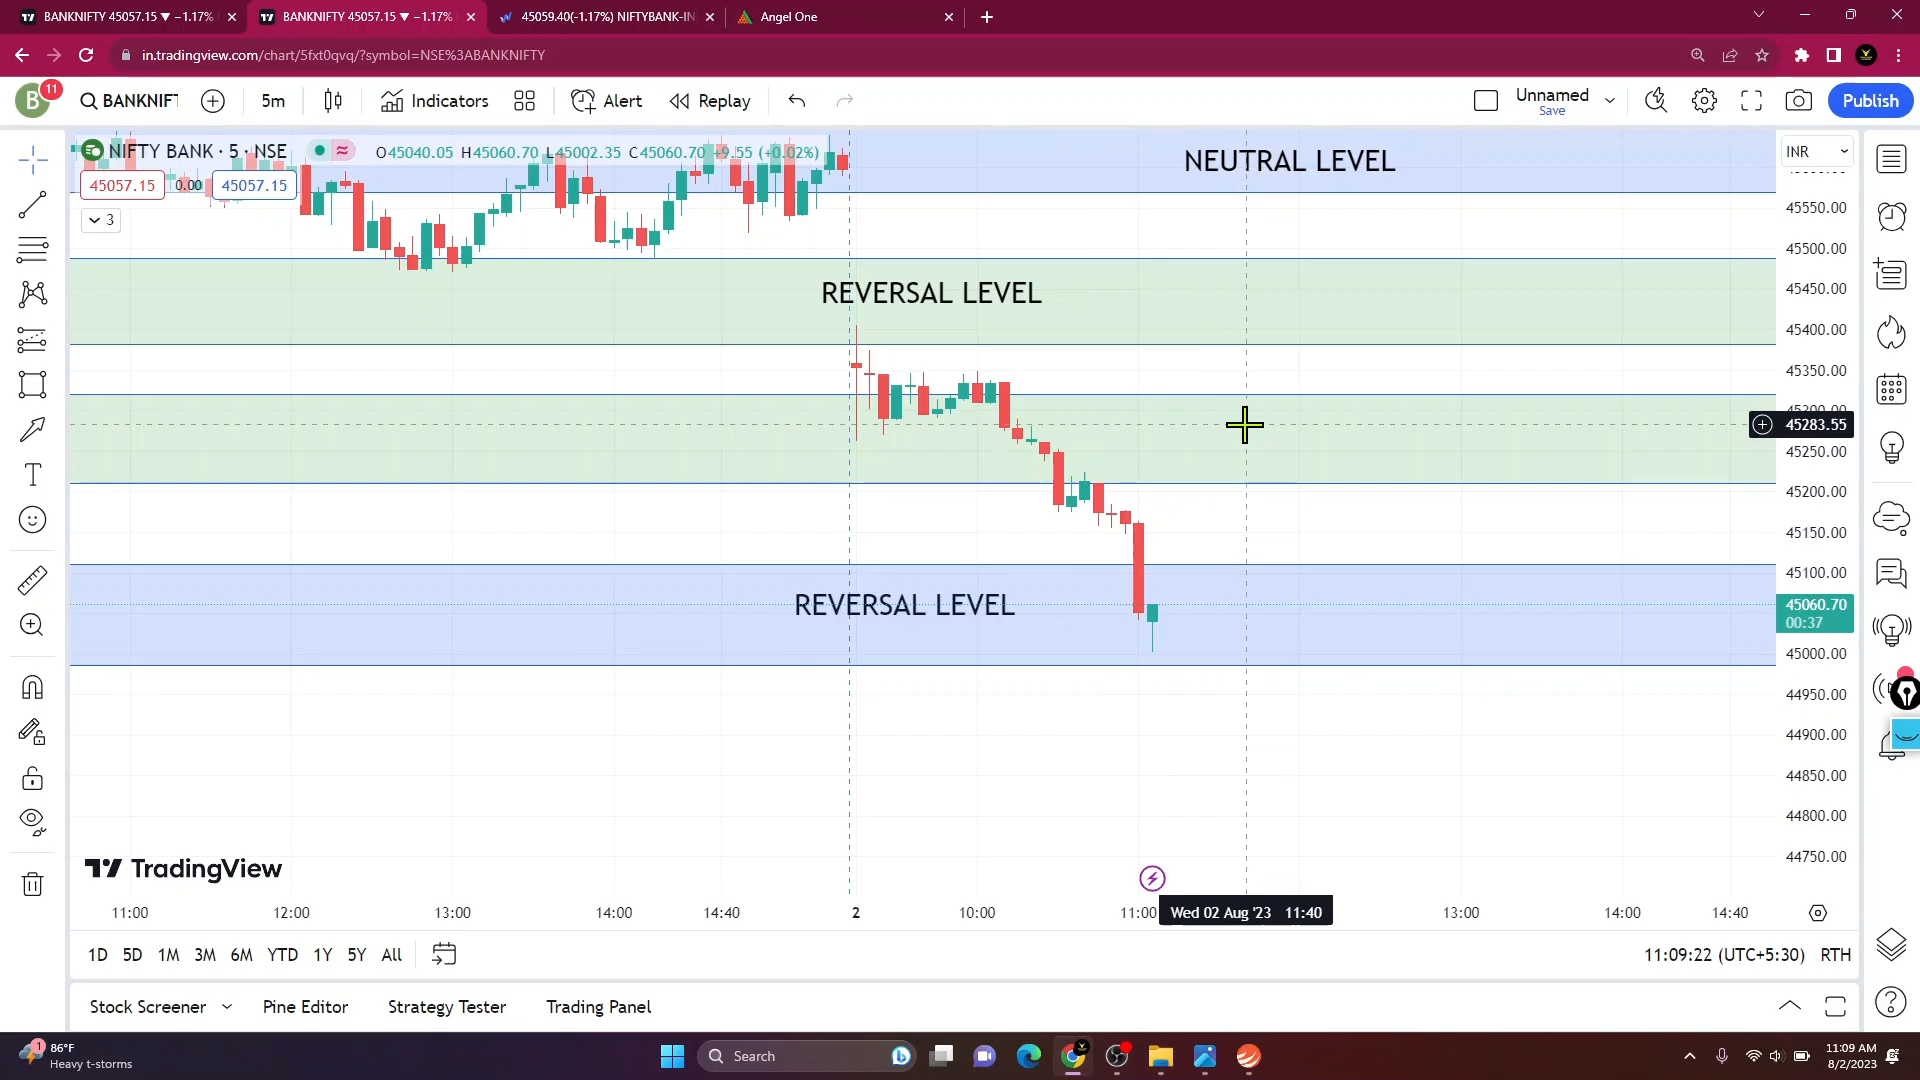 BANKNIFTY 45057.15 ▼ −1.17%
BANKNIFTY 45057.15 ▼ −1.17%
45059.40(-1.17%) NIFTYBANK-IN
Angel One
in.tradingview.com/chart/5fxt0qvq/?symbol=NSE%3ABANKNIFTY
B
11
BANKNIFT
5m
Indicators
Alert
Replay
Unnamed
Save
Publish
NIFTY BANK · 5 · NSE
O45040.05 H45060.70 L45002.35 C45060.70 +9.55 (+0.02%)
45057.15
0.00
45057.15
3
NEUTRAL LEVEL
REVERSAL LEVEL
REVERSAL LEVEL
INR
45550.00
45500.00
45450.00
45400.00
45350.00
45283.55
45250.00
45200.00
45150.00
45100.00
45060.70
00:37
45000.00
44950.00
44900.00
44850.00
44800.00
44750.00
TradingView
11:00
12:00
13:00
14:00
14:40
2
10:00
11:00
Wed 02 Aug '23 11:40
13:00
14:00
14:40
1D 5D 1M 3M 6M YTD 1Y 5Y All
11:09:22 (UTC+5:30) RTH
Stock Screener
Pine Editor
Strategy Tester
Trading Panel
1
86°F
Heavy t-storms
Search
11:09 AM
8/2/2023